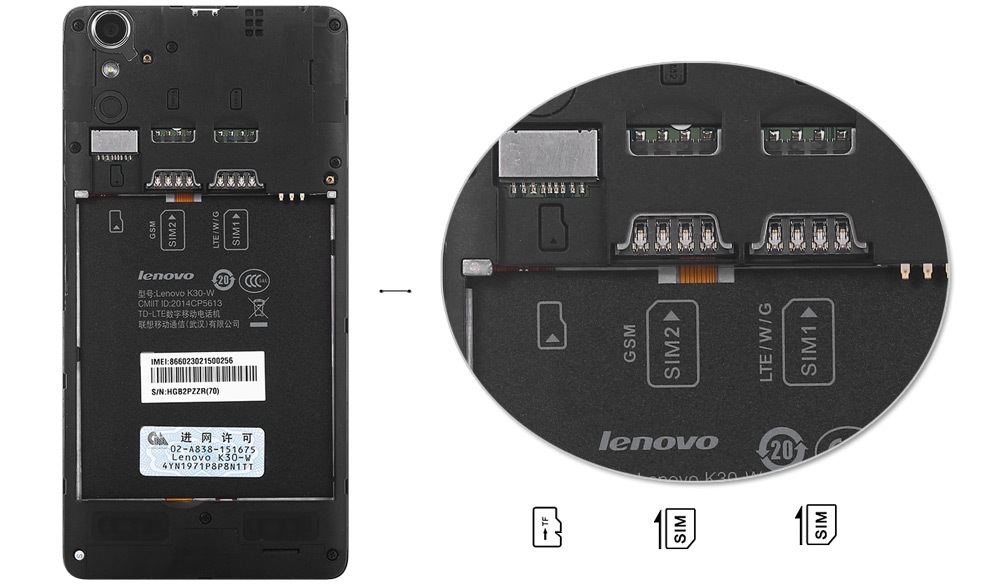 GSM
SIM2
LTE/W/G
SIM1
lenovo
20
CCC
型号:Lenovo K30-W
CMIIT ID:2014CP5613
TD-LTE数字移动电话机
联想移动通信(武汉)有限公司
IMEI:866023021500256
S/N:HGB2PZZR(70)
进网许可
02-A838-151675
Lenovo K30-W
4YN1971P8P8N1TT
GSM
SIM2
LTE/W/G
SIM1
lenovo
20
Lenovo K30-W
TF
SIM
SIM